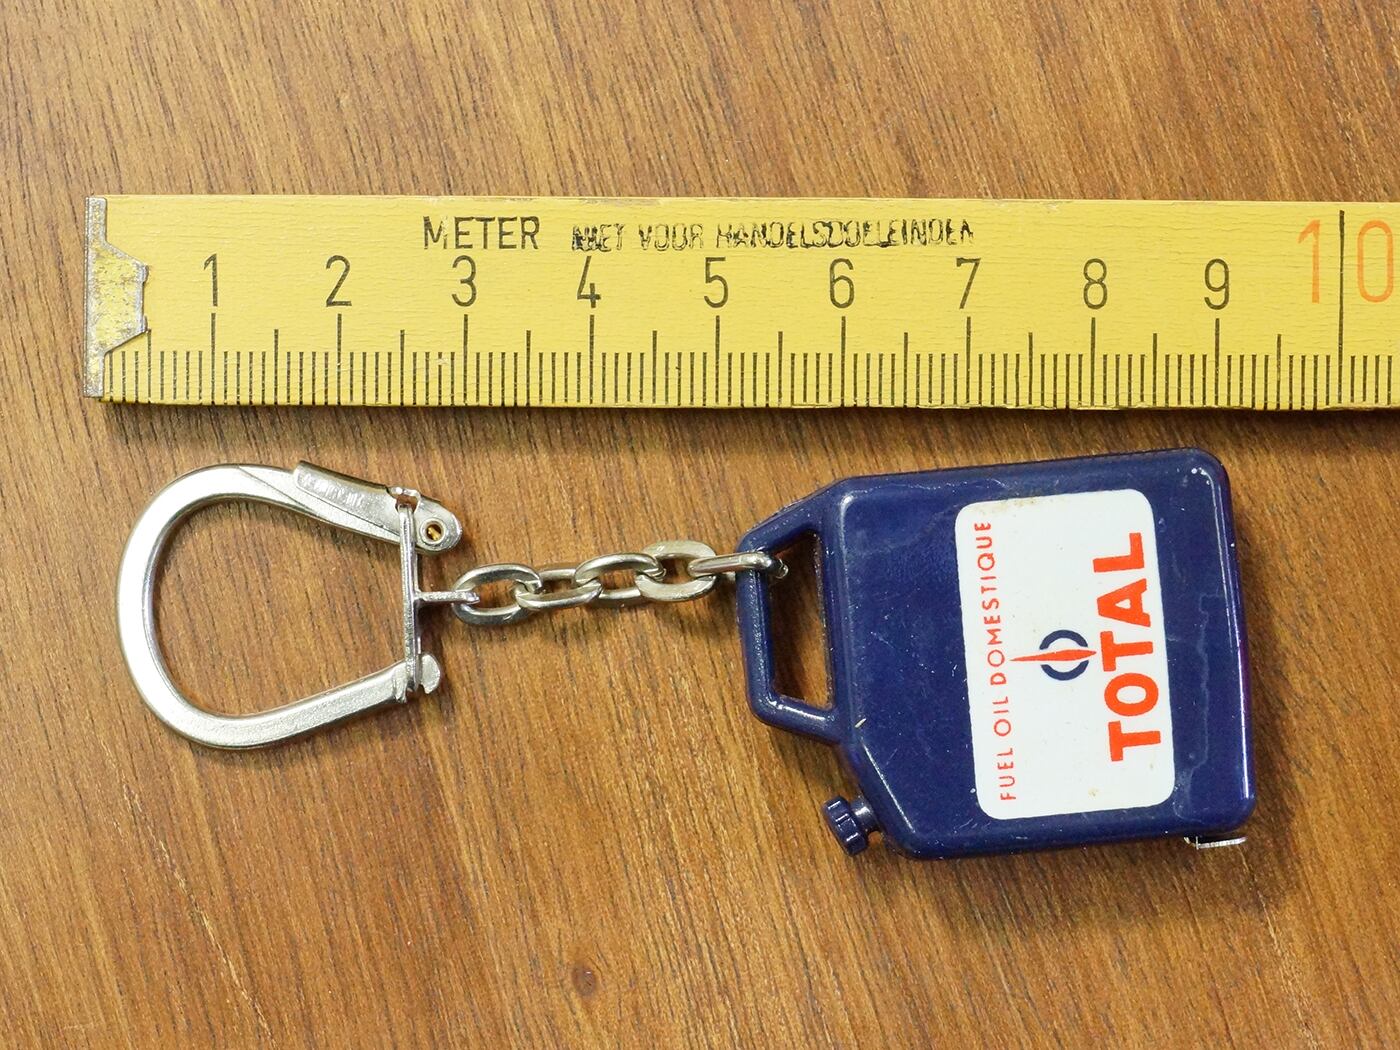 METER NIET VOOR HANDELSDOELEINDEN
1 2 3 4 5 6 7 8 9 10
FUEL OIL DOMESTIQUE
TOTAL